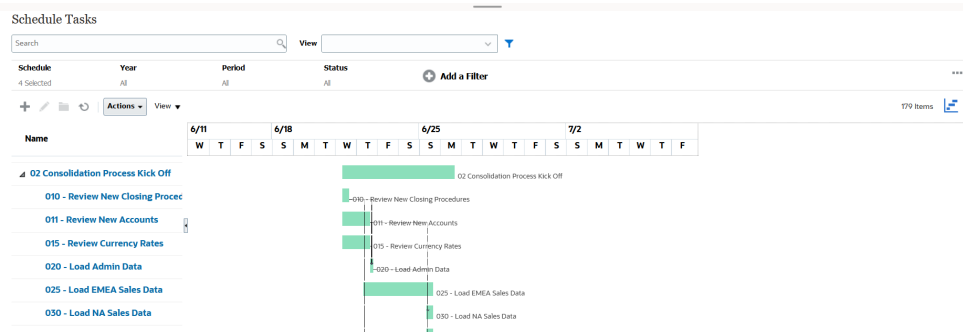 Schedule Tasks
Search
View
Schedule Year Period Status
4 Selected All All All
Add a Filter
Actions View 179 Items
Name
6/11 6/18 6/25 7/2
W T F S S M T W T F S S M T W T F S S M T W T F
02 Consolidation Process Kick Off 02 Consolidation Process Kick Off
010 - Review New Closing Proced 010 - Review New Closing Procedures
011 - Review New Accounts 011 - Review New Accounts
015 - Review Currency Rates 015 - Review Currency Rates
020 - Load Admin Data 020 - Load Admin Data
025 - Load EMEA Sales Data 025 - Load EMEA Sales Data
030 - Load NA Sales Data 030 - Load NA Sales Data